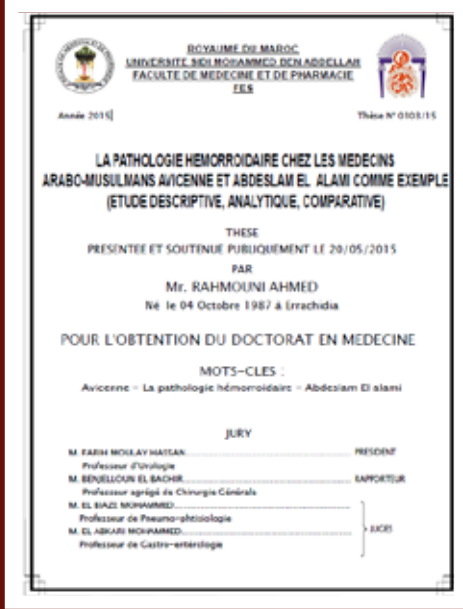 ROYAUME DU MAROC
UNIVERSITE SIDI MOHAMMED BEN ABDELLAH
FACULTE DE MEDECINE ET DE PHARMACIE
FES
Année 2015
Thèse N° 0103/15
LA PATHOLOGIE HEMORROIDAIRE CHEZ LES MEDECINS
ARABO-MUSULMANS AVICENNE ET ABDESLAM EL ALAMI COMME EXEMPLE
(ETUDE DESCRIPTIVE, ANALYTIQUE, COMPARATIVE)
THESE
PRESENTEE ET SOUTENUE PUBLIQUEMENT LE 20/05/2015
PAR
Mr. RAHMOUNI AHMED
Né le 04 Octobre 1987 à Errachidia
POUR L'OBTENTION DU DOCTORAT EN MEDECINE
MOTS-CLES :
Avicenne - La pathologie hémorroidaire - Abdeslam El alami
JURY
M. FARIH MOULAY HASSAN PRESIDENT
Professeur d'Urologie
M. BENJELLOUN EL BACHIR RAPPORTEUR
Professeur agrégé de Chirurgie Générale
M. EL BIAZE MOHAMMED
Professeur de Pneumo-phtisiologie
JUGES
M. EL ABKARI MOHAMMED
Professeur de Gastro-entérologie